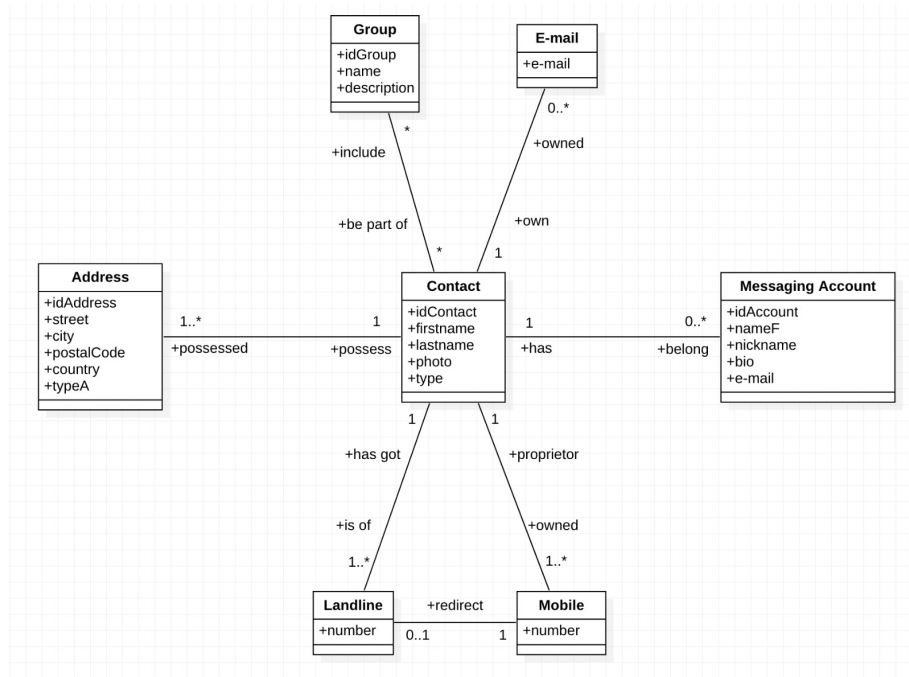 Group
+idGroup
+name
+description
E-mail
+e-mail
*
0..*
+include
+owned
+be part of
+own
*
1
Address
+idAddress
+street
+city
+postalCode
+country
+typeA
1..*
1
+possessed
+possess
Contact
+idContact
+firstname
+lastname
+photo
+type
1
0..*
+has
+belong
Messaging Account
+idAccount
+nameF
+nickname
+bio
+e-mail
1
1
+has got
+proprietor
+is of
+owned
1..*
1..*
Landline
+number
+redirect
0..1
1
Mobile
+number